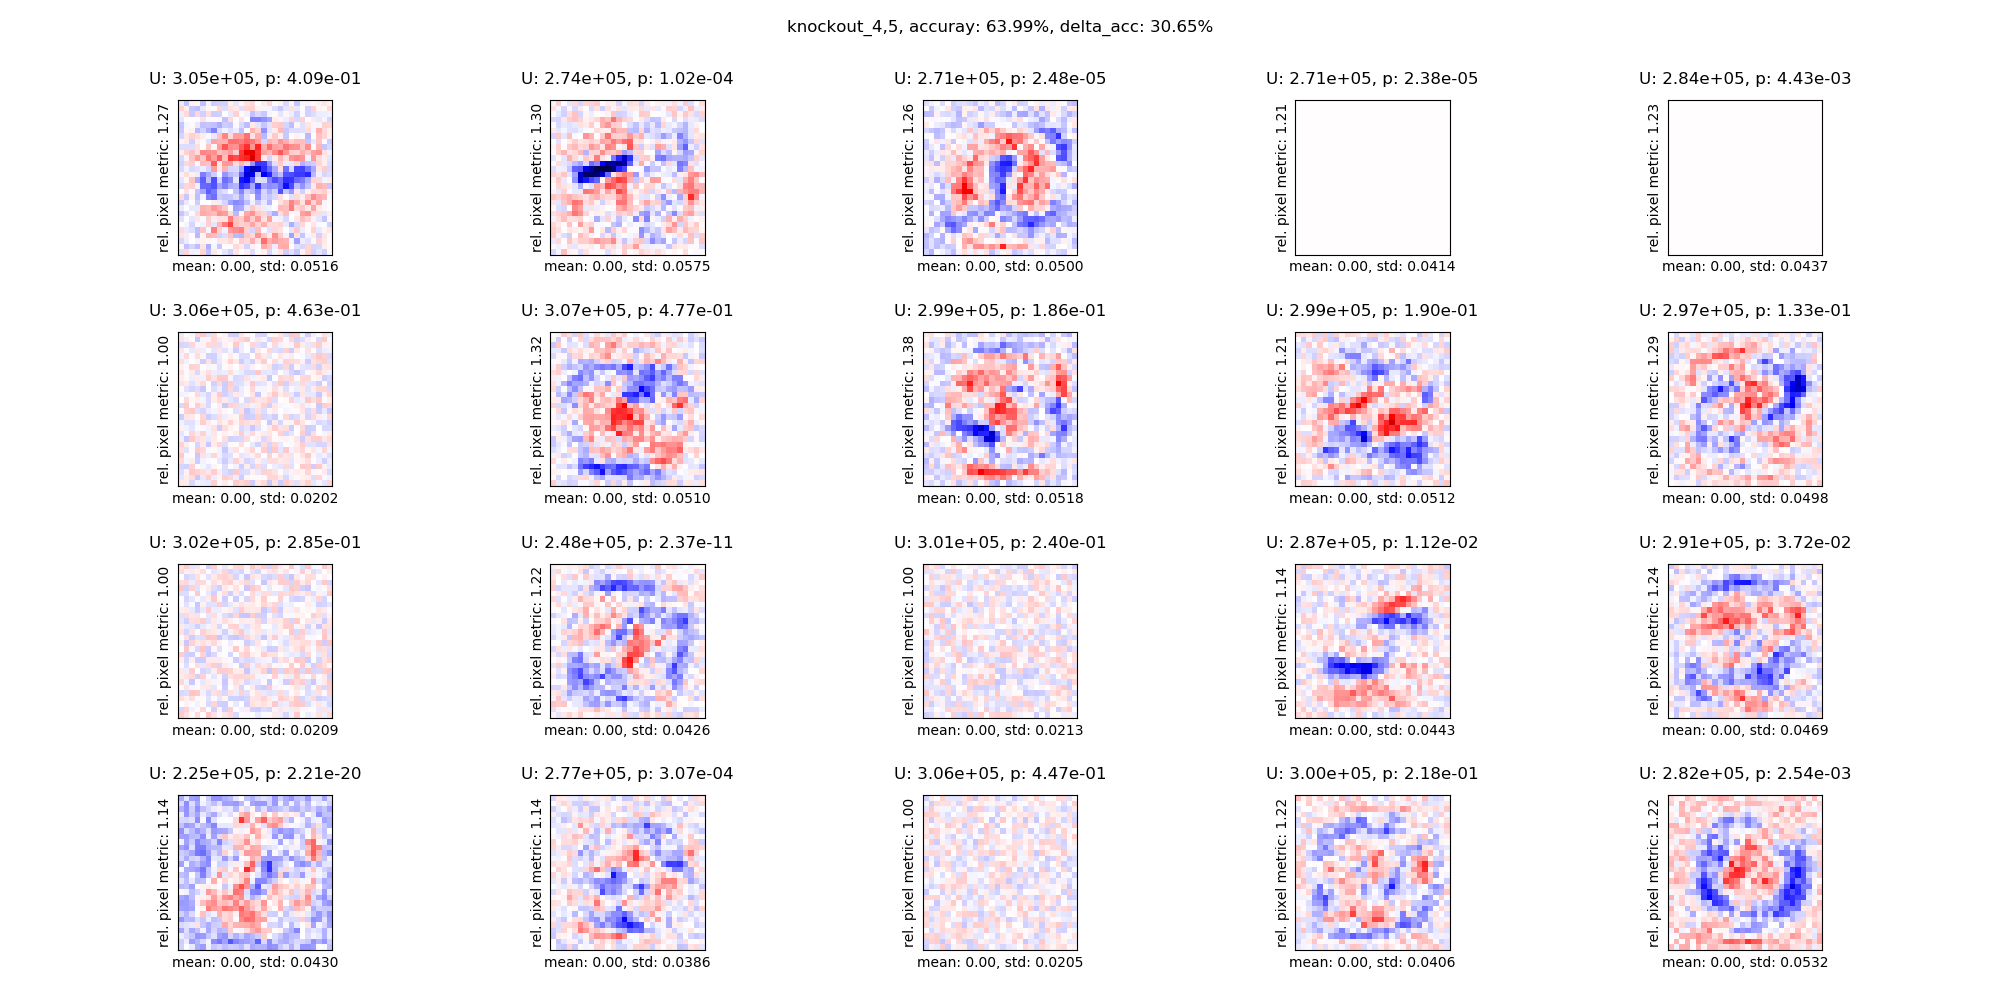 knockout_4,5, accuray: 63.99%, delta_acc: 30.65%
U: 3.05e+05, p: 4.09e-01
rel. pixel metric: 1.27
mean: 0.00, std: 0.0516
U: 2.74e+05, p: 1.02e-04
rel. pixel metric: 1.30
mean: 0.00, std: 0.0575
U: 2.71e+05, p: 2.48e-05
rel. pixel metric: 1.26
mean: 0.00, std: 0.0500
U: 2.71e+05, p: 2.38e-05
rel. pixel metric: 1.21
mean: 0.00, std: 0.0414
U: 2.84e+05, p: 4.43e-03
rel. pixel metric: 1.23
mean: 0.00, std: 0.0437
U: 3.06e+05, p: 4.63e-01
rel. pixel metric: 1.00
mean: 0.00, std: 0.0202
U: 3.07e+05, p: 4.77e-01
rel. pixel metric: 1.32
mean: 0.00, std: 0.0510
U: 2.99e+05, p: 1.86e-01
rel. pixel metric: 1.38
mean: 0.00, std: 0.0518
U: 2.99e+05, p: 1.90e-01
rel. pixel metric: 1.21
mean: 0.00, std: 0.0512
U: 2.97e+05, p: 1.33e-01
rel. pixel metric: 1.29
mean: 0.00, std: 0.0498
U: 3.02e+05, p: 2.85e-01
rel. pixel metric: 1.00
mean: 0.00, std: 0.0209
U: 2.48e+05, p: 2.37e-11
rel. pixel metric: 1.22
mean: 0.00, std: 0.0426
U: 3.01e+05, p: 2.40e-01
rel. pixel metric: 1.00
mean: 0.00, std: 0.0213
U: 2.87e+05, p: 1.12e-02
rel. pixel metric: 1.14
mean: 0.00, std: 0.0443
U: 2.91e+05, p: 3.72e-02
rel. pixel metric: 1.24
mean: 0.00, std: 0.0469
U: 2.25e+05, p: 2.21e-20
rel. pixel metric: 1.14
mean: 0.00, std: 0.0430
U: 2.77e+05, p: 3.07e-04
rel. pixel metric: 1.14
mean: 0.00, std: 0.0386
U: 3.06e+05, p: 4.47e-01
rel. pixel metric: 1.00
mean: 0.00, std: 0.0205
U: 3.00e+05, p: 2.18e-01
rel. pixel metric: 1.22
mean: 0.00, std: 0.0406
U: 2.82e+05, p: 2.54e-03
rel. pixel metric: 1.22
mean: 0.00, std: 0.0532